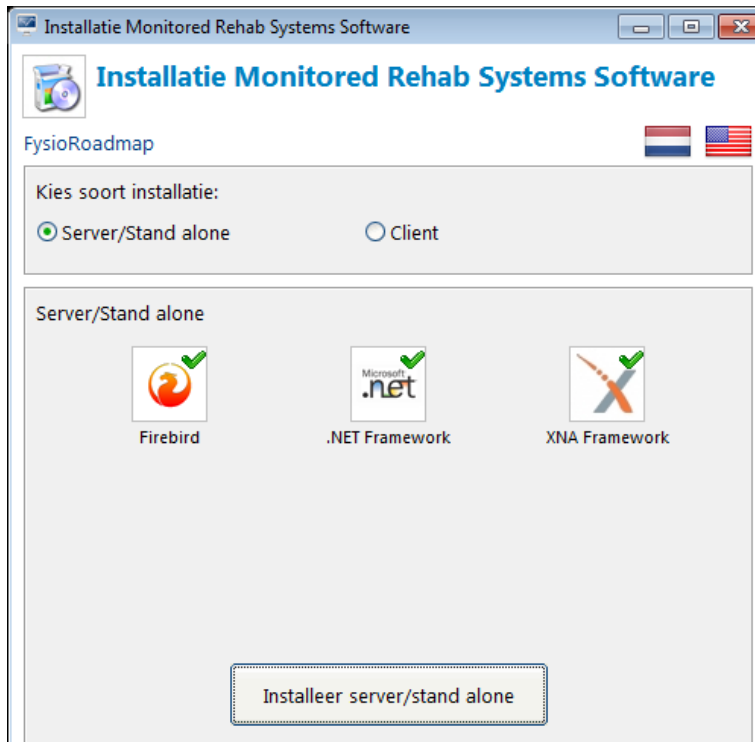 Installatie Monitored Rehab Systems Software
Installatie Monitored Rehab Systems Software
FysioRoadmap
Kies soort installatie:
Server/Stand alone Client
Server/Stand alone
Microsoft
.net
Firebird .NET Framework XNA Framework
Installeer server/stand alone